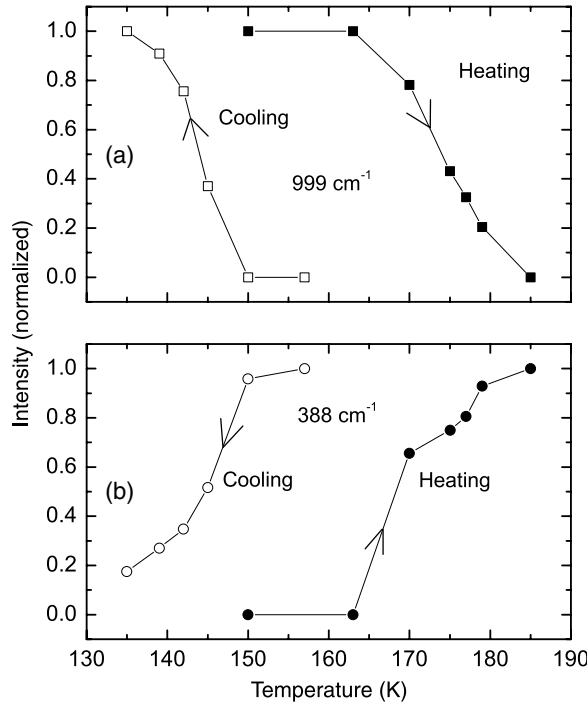 1.0
0.8
0.6
0.4
0.2
0.0
Heating
Cooling
(a)
999 cm⁻¹
Intensity (normalized)
1.0
0.8
0.6
0.4
0.2
0.0
388 cm⁻¹
Cooling
Heating
(b)
130 140 150 160 170 180 190
Temperature (K)